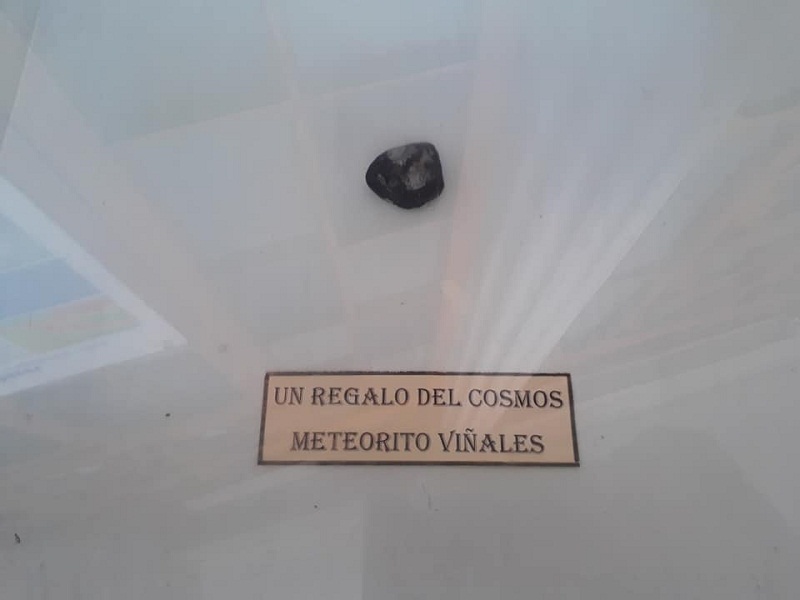 UN REGALO DEL COSMOS
METEORITO VIÑALES